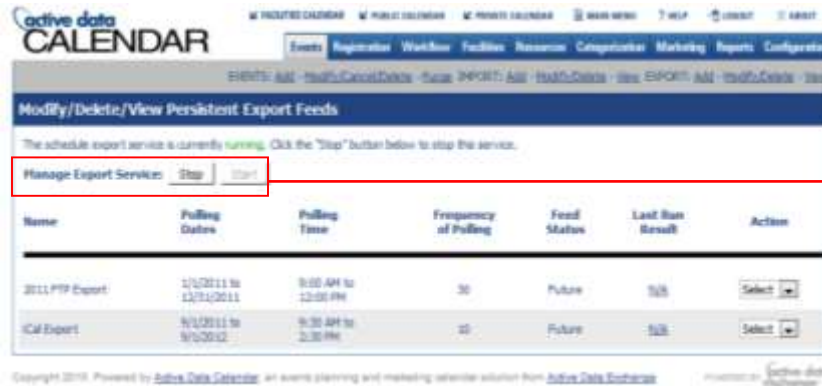 active data
CALENDAR
FACILITIES CALENDAR PUBLIC CALENDAR PRIVATE CALENDAR MAIN MENU ? HELP LOGOUT ABOUT
Events Registration Workflow Facilities Resources Categorization Marketing Reports Configuration
EVENTS: Add - Modify/Cancel/Delete - Purge IMPORT: Add - Modify/Delete - View EXPORT: Add - Modify/Delete
Modify/Delete/View Persistent Export Feeds
The schedule export service is currently running. Click the "Stop" button below to stop this service.
Manage Export Service: Stop Start
Name Polling Dates Polling Time Frequency of Polling Feed Status Last Run Result Action
2011 PTP Export 1/1/2011 to 12/31/2011 9:00 AM to 12:00 PM 30 Future N/A Select
iCal Export 9/1/2011 to 9/1/2012 9:30 AM to 2:30 PM 10 Future N/A Select
Copyright 2010. Powered by Active Data Calendar, an events planning and marketing calendar solution from Active Data Exchange POWERED BY active data